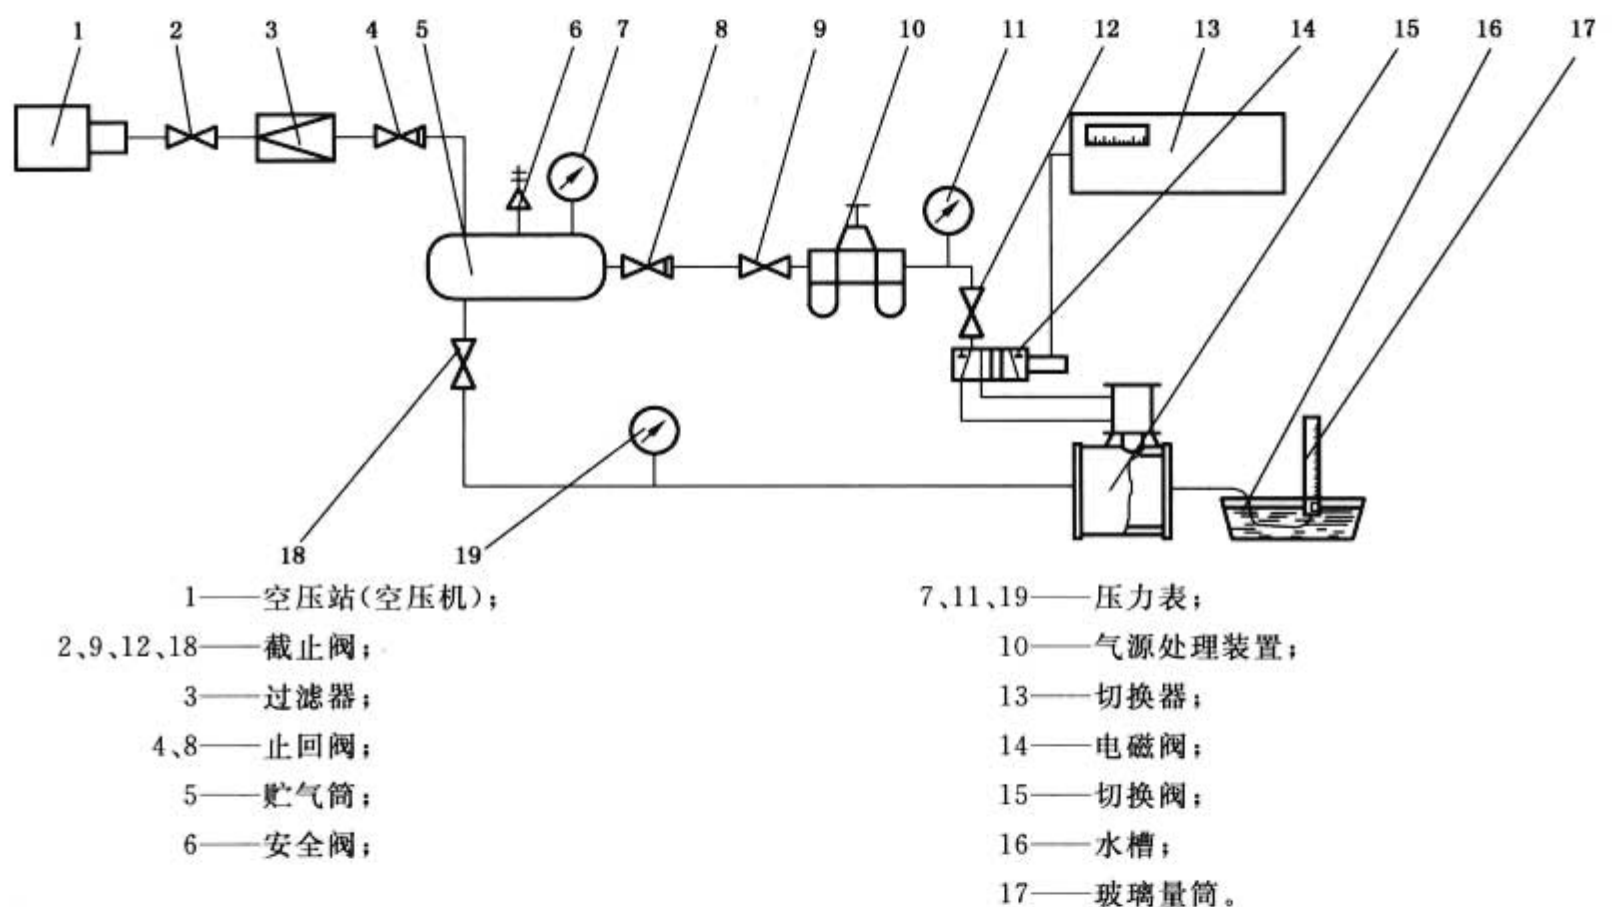 1 2 3 4 5 6 7 8 9 10 11 12 13 14 15 16 17
18 19
1——空压站(空压机);
2、9、12、18——截止阀;
3——过滤器;
4、8——止回阀;
5——贮气筒;
6——安全阀;
7、11、19——压力表;
10——气源处理装置;
13——切换器;
14——电磁阀;
15——切换阀;
16——水槽;
17——玻璃量筒。